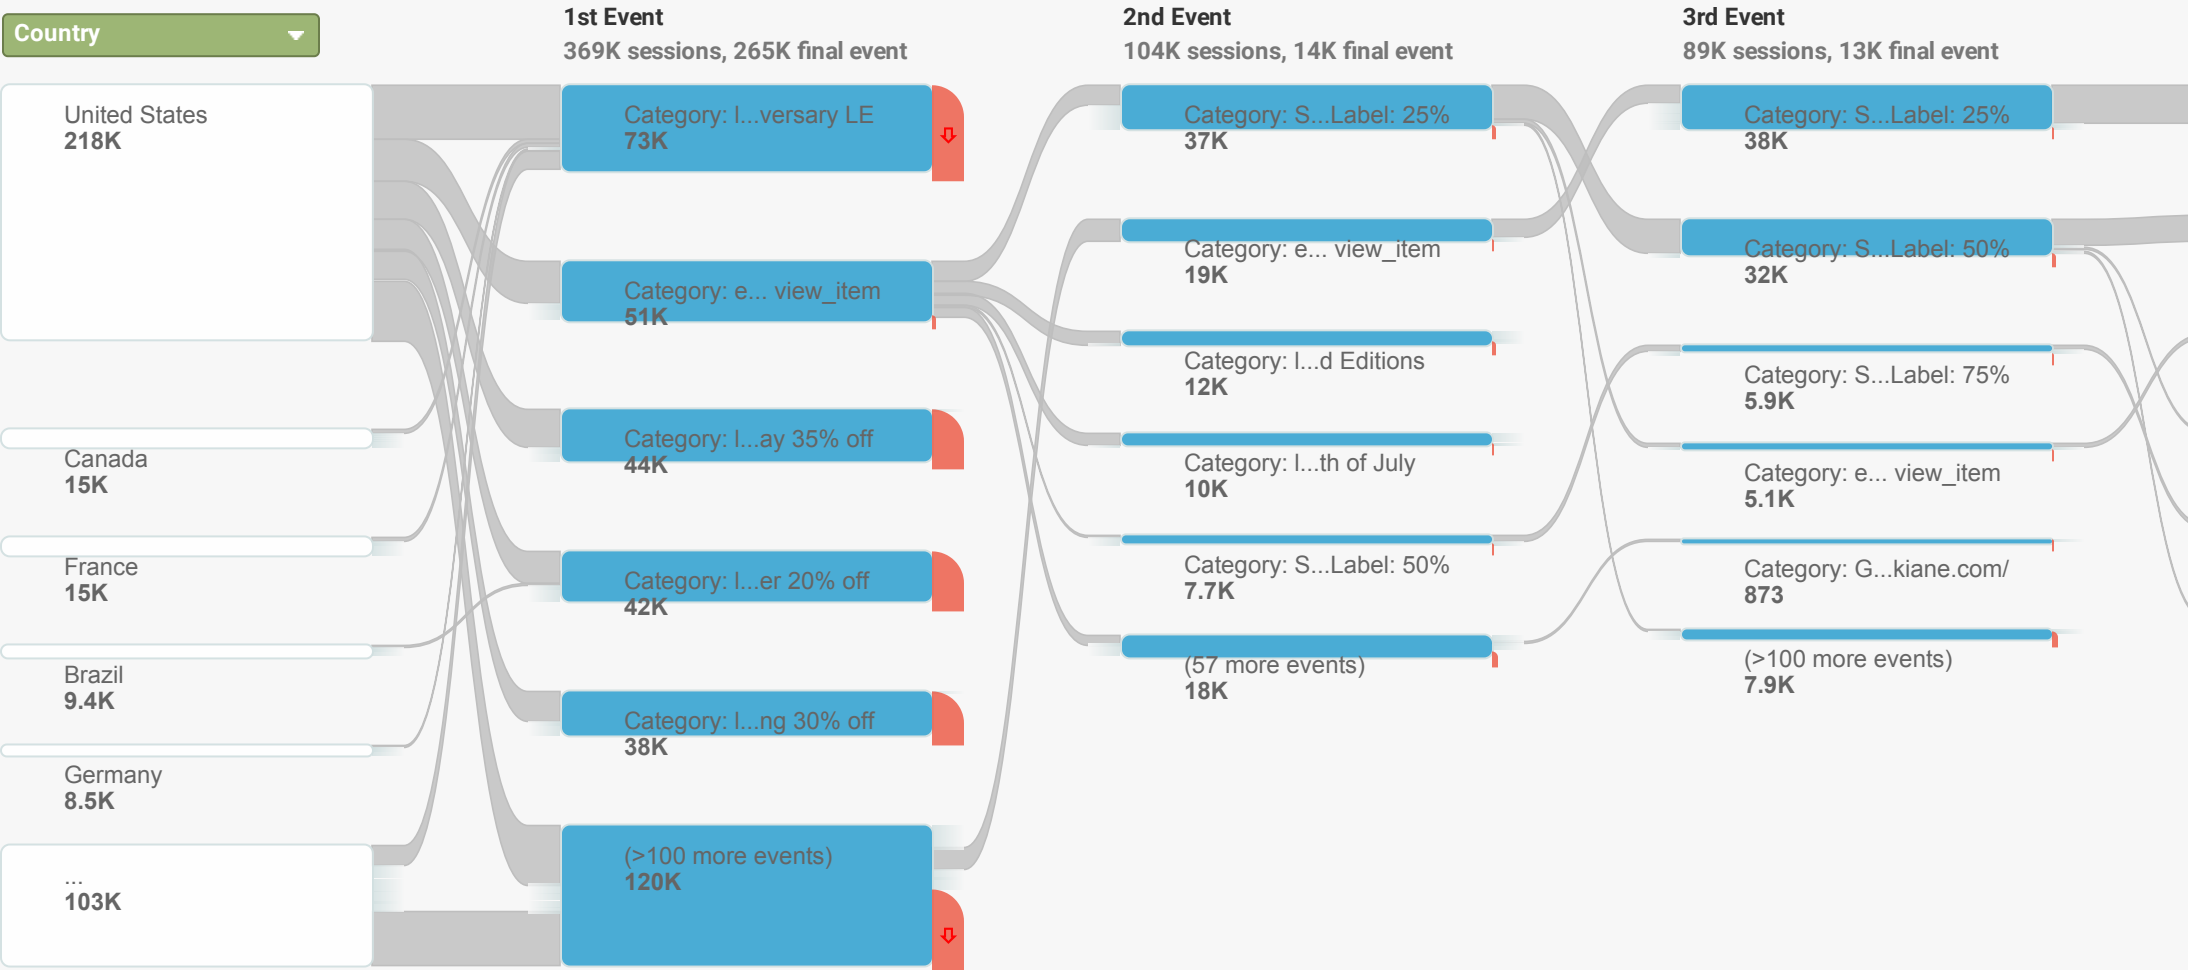 Country
1st Event
369K sessions, 265K final event
2nd Event
104K sessions, 14K final event
3rd Event
89K sessions, 13K final event
United States
218K
Canada
15K
France
15K
Brazil
9.4K
Germany
8.5K
...
103K
Category: I...versary LE
73K
Category: e... view_item
51K
Category: I...ay 35% off
44K
Category: I...er 20% off
42K
Category: I...ng 30% off
38K
(>100 more events)
120K
Category: S...Label: 25%
37K
Category: e... view_item
19K
Category: I...d Editions
12K
Category: I...th of July
10K
Category: S...Label: 50%
7.7K
(57 more events)
18K
Category: S...Label: 25%
38K
Category: S...Label: 50%
32K
Category: S...Label: 75%
5.9K
Category: e... view_item
5.1K
Category: G...kiane.com/
873
(>100 more events)
7.9K